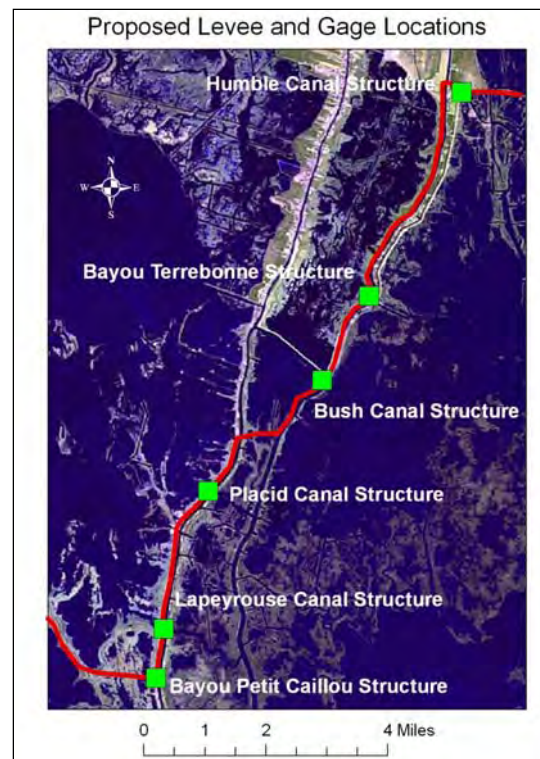 Proposed Levee and Gage Locations
Humble Canal Structure
N
W E
S
Bayou Terrebonne Structure
Bush Canal Structure
Placid Canal Structure
Lapeyrouse Canal Structure
Bayou Petit Caillou Structure
0 1 2 4 Miles